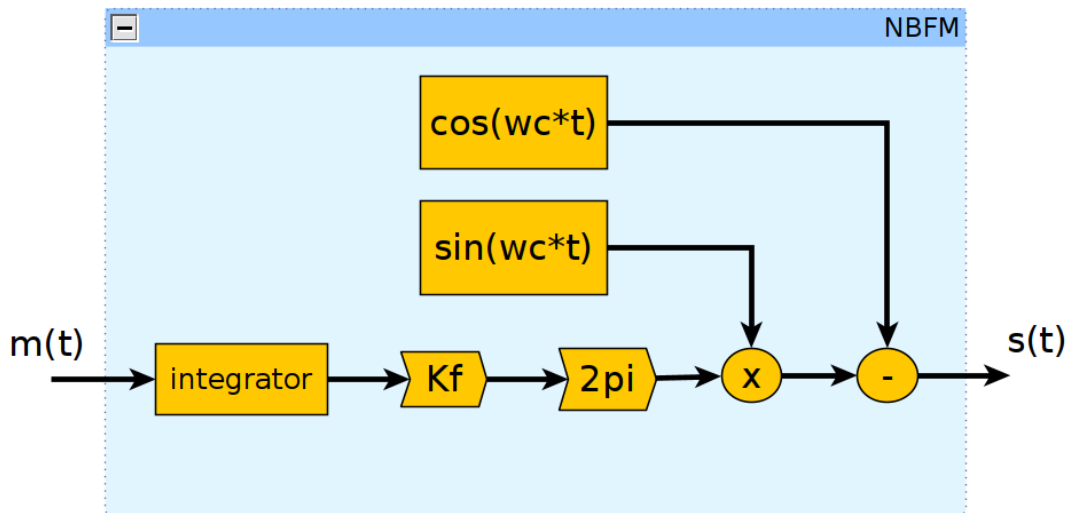 NBFM
cos(wc*t)
sin(wc*t)
m(t)
integrator
Kf
2pi
x
-
s(t)